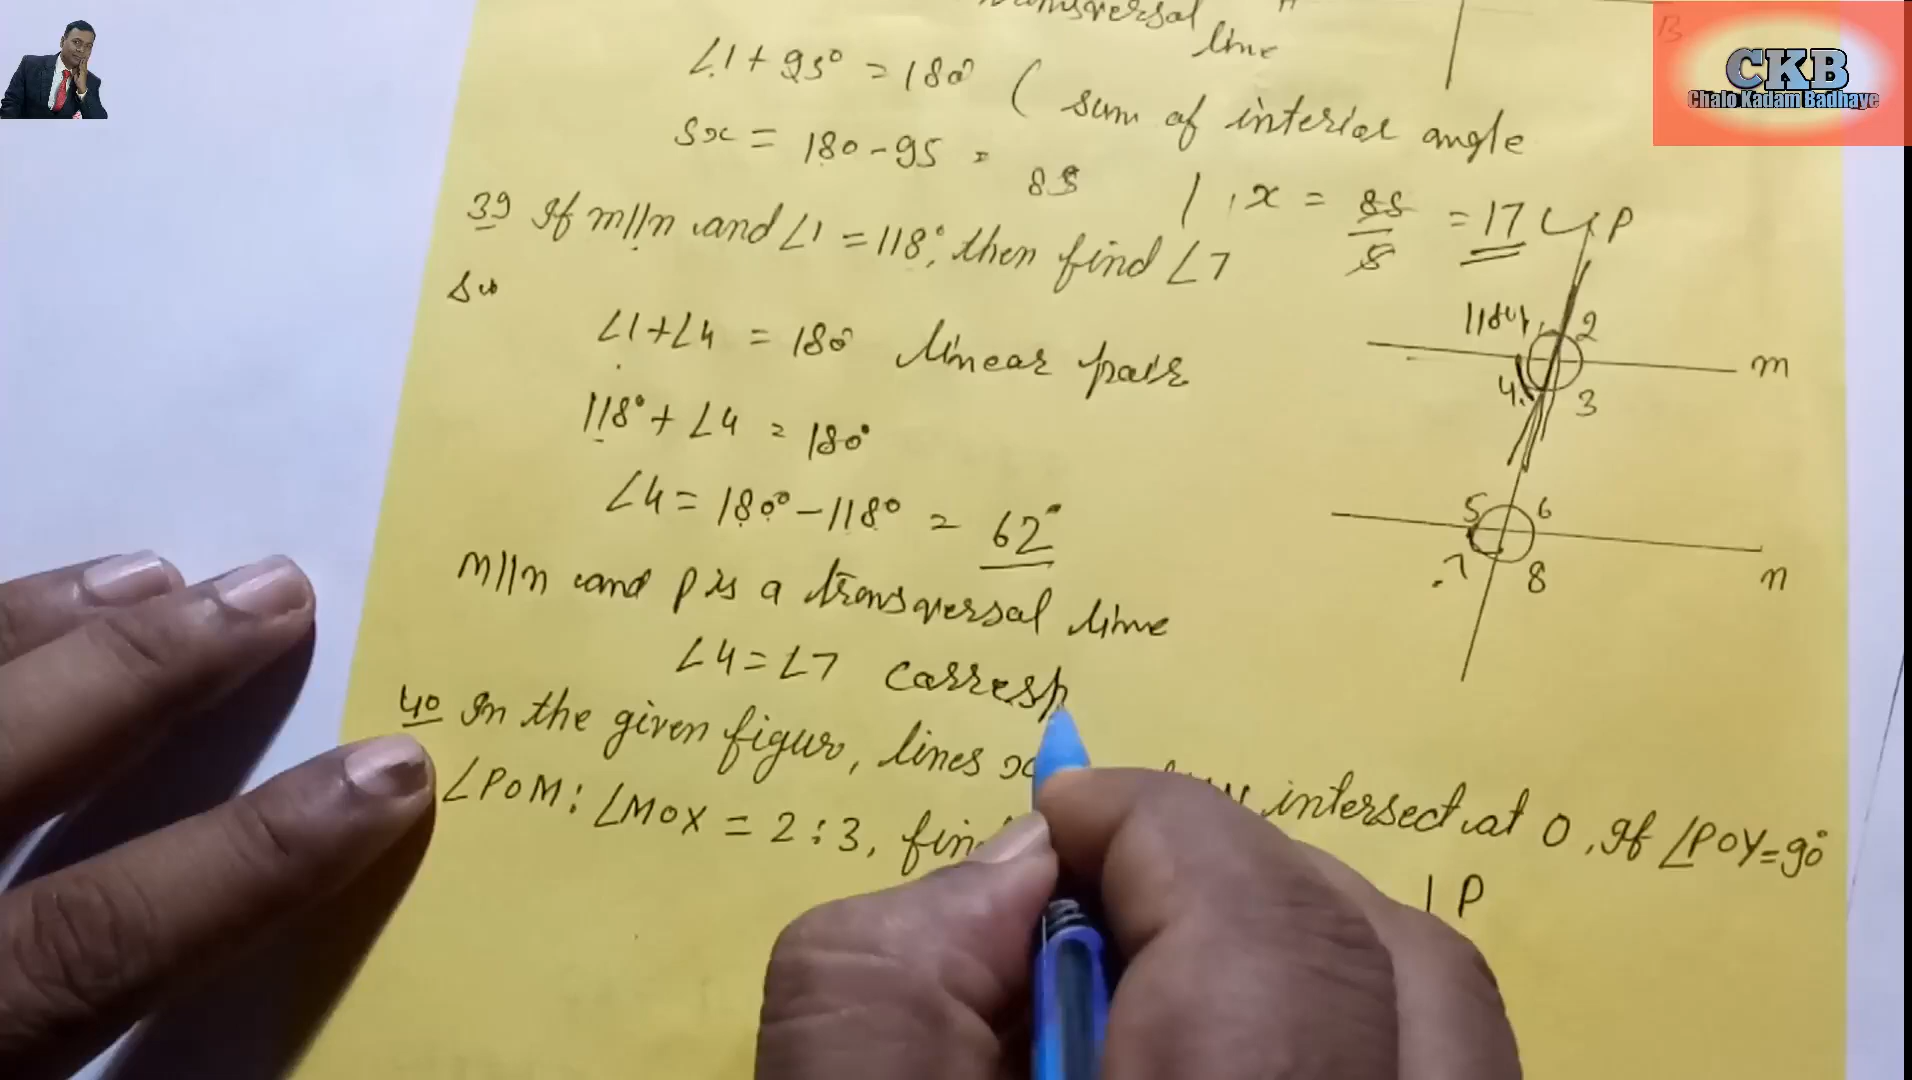 transversal line
∠1 + 95° = 180° ( sum of interior angle
5x = 180 - 95 = 85 | , x = 85/5 = 17
39 If m||n and ∠1 = 118°, then find ∠7
∠1 + ∠4 = 180° linear pair
118° + ∠4 = 180°
∠4 = 180° - 118° = 62°
m||n and p is a transversal line
∠4 = ∠7 Corresp
40 In the given figur, lines intersect at O, If ∠POY = 90°
∠POM : ∠MOX = 2 : 3,
P
118° 1 2
m
4 3
5 6
7 8
n
P
B
CKB
Chalo Kadam Badhaye